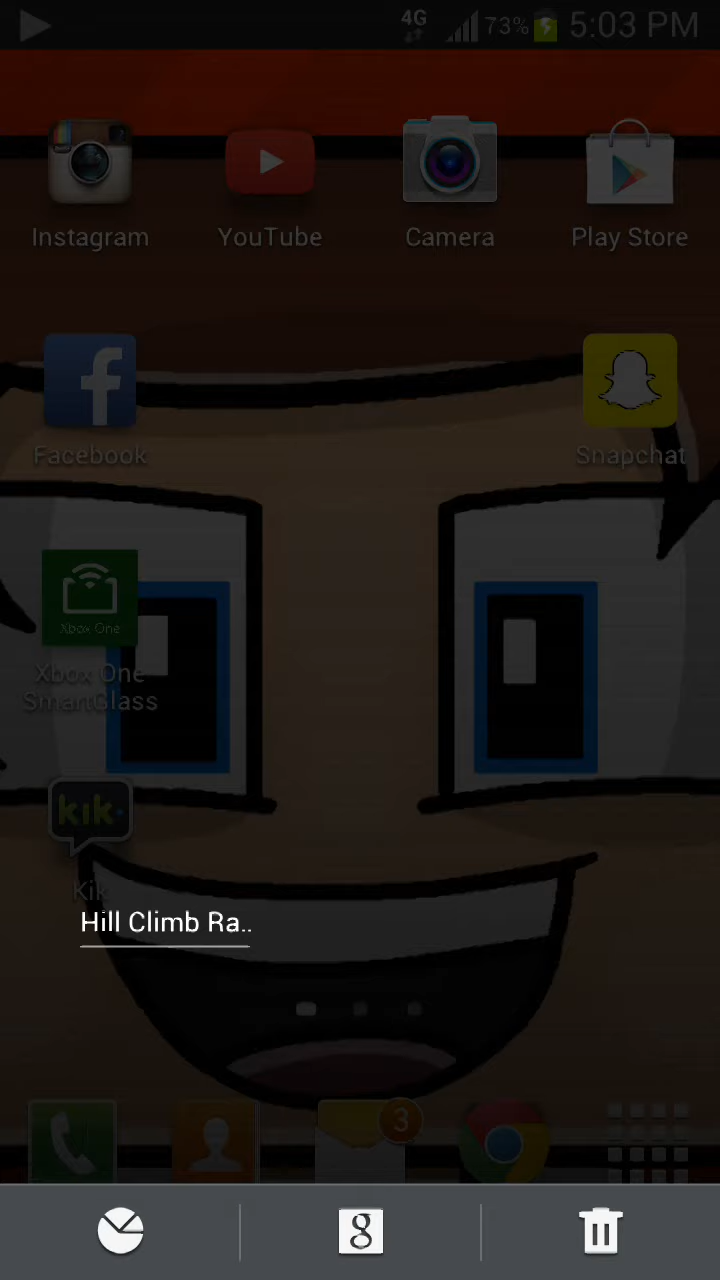 4G 73% 5:03 PM
Instagram YouTube Camera Play Store
Facebook Snapchat
Xbox One
Xbox One
SmartGlass
kik.
Kik
Hill Climb Ra..
3
8